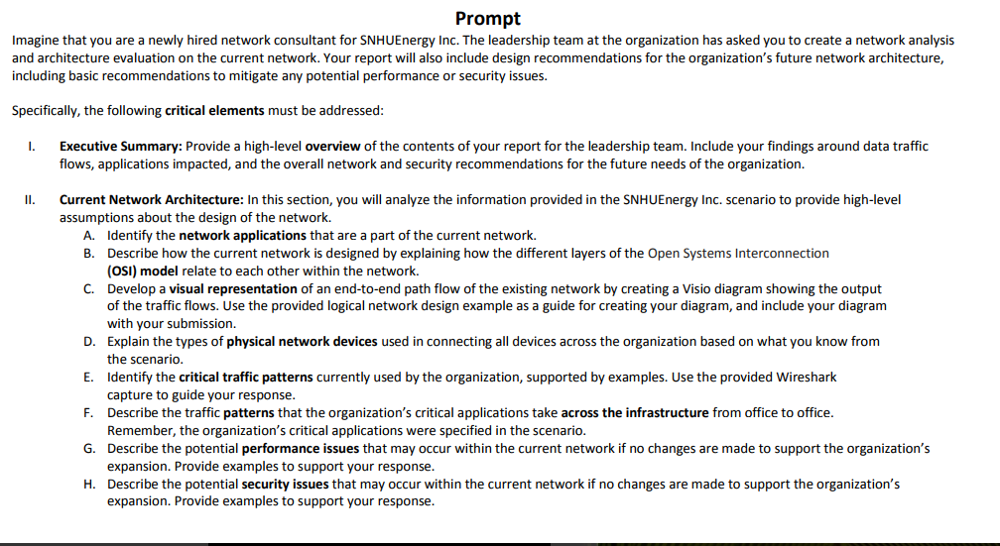 Prompt
Imagine that you are a newly hired network consultant for SNHUEnergy Inc. The leadership team at the organization has asked you to create a network analysis
and architecture evaluation on the current network. Your report will also include design recommendations for the organization's future network architecture,
including basic recommendations to mitigate any potential performance or security issues.
Specifically, the following critical elements must be addressed:
I. Executive Summary: Provide a high-level overview of the contents of your report for the leadership team. Include your findings around data traffic
flows, applications impacted, and the overall network and security recommendations for the future needs of the organization.
II. Current Network Architecture: In this section, you will analyze the information provided in the SNHUEnergy Inc. scenario to provide high-level
assumptions about the design of the network.
A. Identify the network applications that are a part of the current network.
B. Describe how the current network is designed by explaining how the different layers of the Open Systems Interconnection
(OSI) model relate to each other within the network.
C. Develop a visual representation of an end-to-end path flow of the existing network by creating a Visio diagram showing the output
of the traffic flows. Use the provided logical network design example as a guide for creating your diagram, and include your diagram
with your submission.
D. Explain the types of physical network devices used in connecting all devices across the organization based on what you know from
the scenario.
E. Identify the critical traffic patterns currently used by the organization, supported by examples. Use the provided Wireshark
capture to guide your response.
F. Describe the traffic patterns that the organization's critical applications take across the infrastructure from office to office.
Remember, the organization's critical applications were specified in the scenario.
G. Describe the potential performance issues that may occur within the current network if no changes are made to support the organization's
expansion. Provide examples to support your response.
H. Describe the potential security issues that may occur within the current network if no changes are made to support the organization's
expansion. Provide examples to support your response.